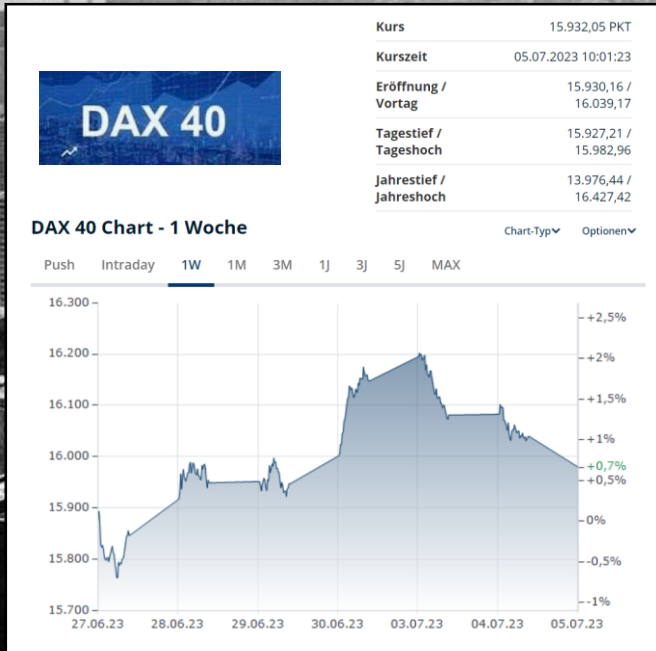 Kurs 15.932,05 PKT
Kurszeit 05.07.2023 10:01:23
Eröffnung / 15.930,16 /
Vortag 16.039,17
Tagestief / 15.927,21 /
Tageshoch 15.982,96
Jahrestief / 13.976,44 /
Jahreshoch 16.427,42
DAX 40
DAX 40 Chart - 1 Woche
Chart-Typ Optionen
Push Intraday 1W 1M 3M 1J 3J 5J MAX
16.300
+2,5%
16.200
+2%
16.100
+1,5%
+1%
16.000
+0,7%
+0,5%
15.900
0%
15.800
-0,5%
15.700
-1%
27.06.23 28.06.23 29.06.23 30.06.23 03.07.23 04.07.23 05.07.23